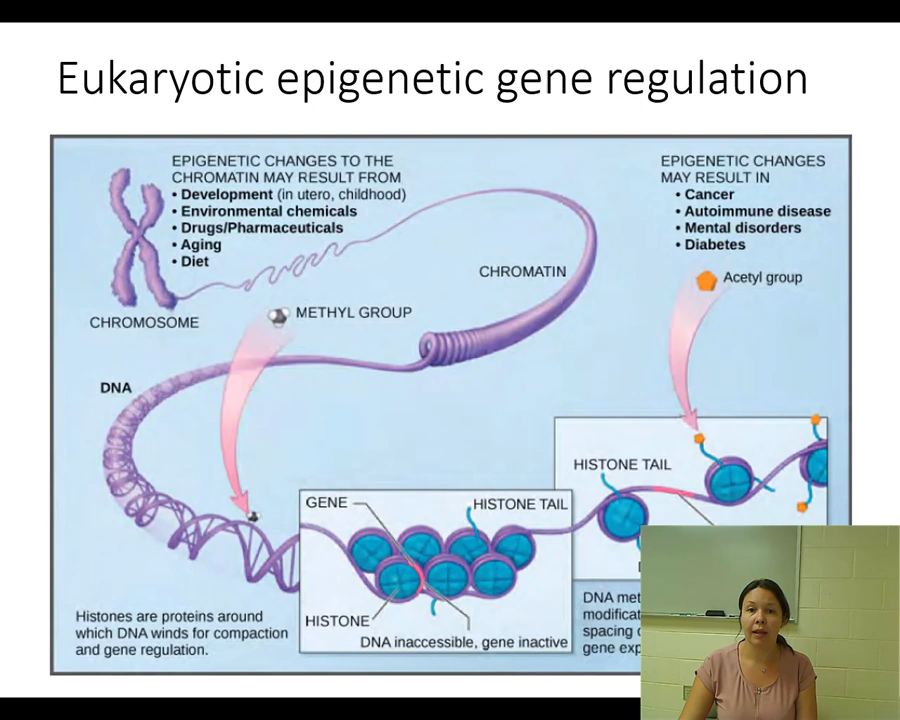 Eukaryotic epigenetic gene regulation
EPIGENETIC CHANGES TO THE
CHROMATIN MAY RESULT FROM
• Development (in utero, childhood)
• Environmental chemicals
• Drugs/Pharmaceuticals
• Aging
• Diet
EPIGENETIC CHANGES
MAY RESULT IN
• Cancer
• Autoimmune disease
• Mental disorders
• Diabetes
CHROMATIN
Acetyl group
CHROMOSOME
METHYL GROUP
DNA
HISTONE TAIL
GENE
HISTONE TAIL
HISTONE
DNA inaccessible, gene inactive
Histones are proteins around
which DNA winds for compaction
and gene regulation.
DNA
spacing
gene